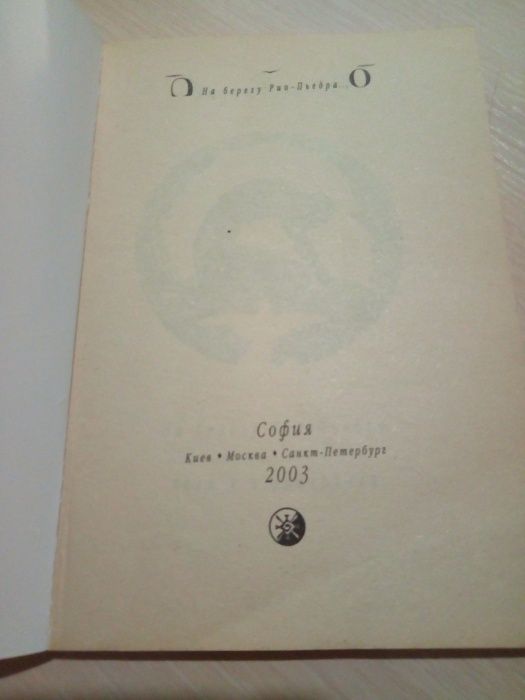 На берегу Рио-Пьедра...
София
Киев • Москва • Санкт-Петербург
2003